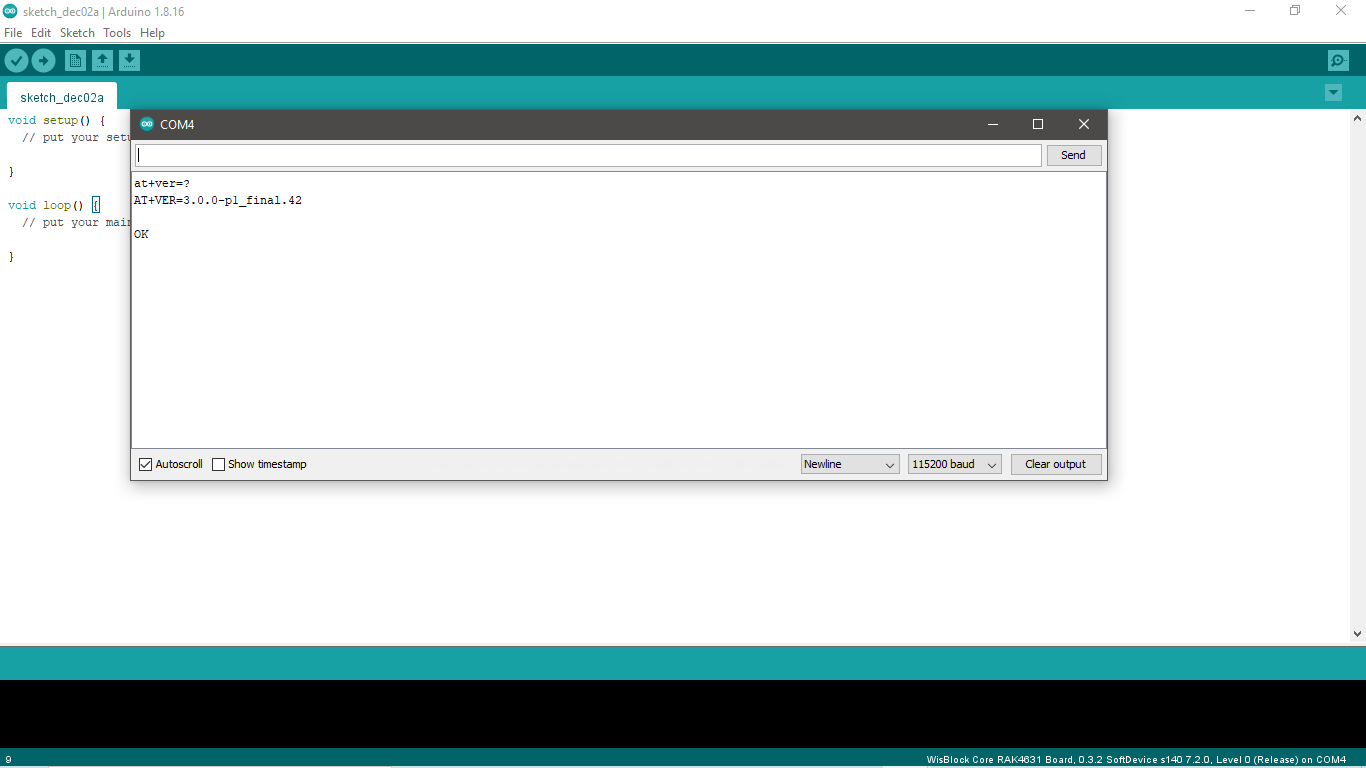 sketch_dec02a | Arduino 1.8.16
File Edit Sketch Tools Help
sketch_dec02a
void setup() {
// put your setu
}
void loop() {
// put your main
}
COM4
Send
at+ver=?
AT+VER=3.0.0-p1_final.42
OK
Autoscroll Show timestamp Newline 115200 baud Clear output
9 WisBlock Core RAK4631 Board, 0.3.2 SoftDevice s140 7.2.0, Level 0 (Release) on COM4